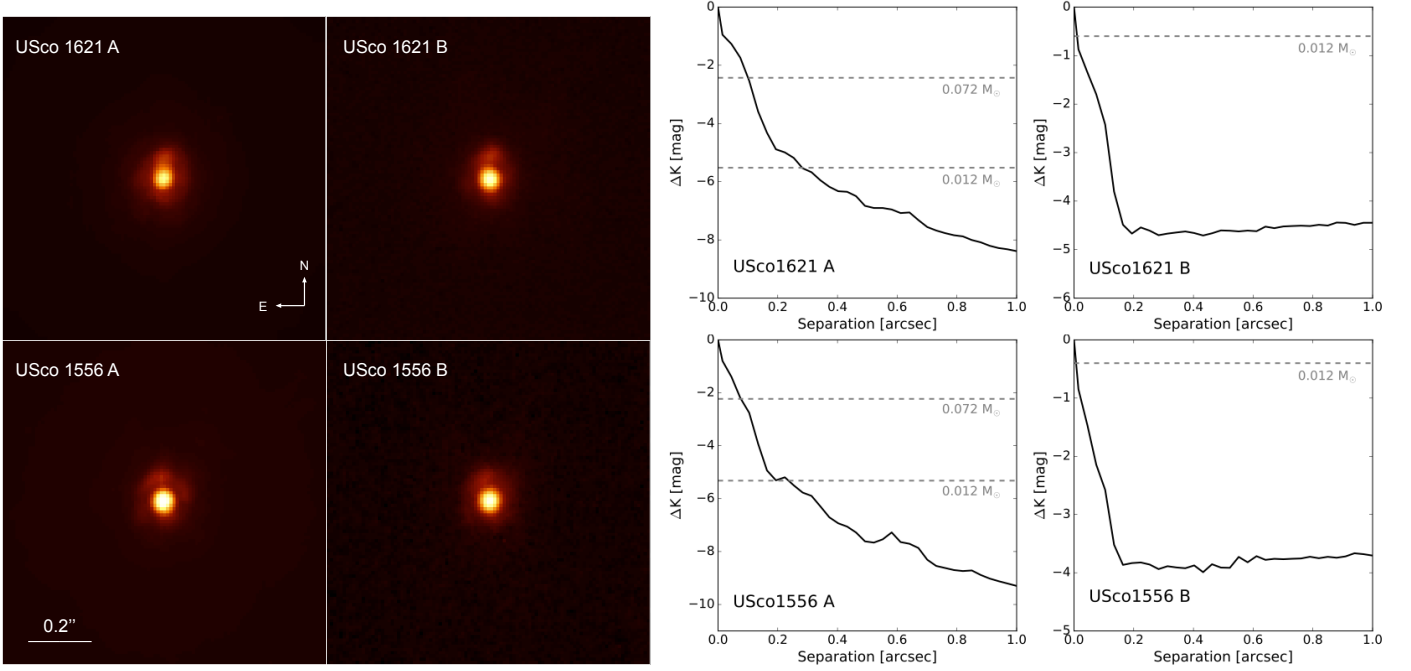 USco 1621 A
USco 1621 B
N
E
USco 1556 A
USco 1556 B
0.2’’
0
−2
−4
−6
−8
−10
ΔK [mag]
0.072 M☉
0.012 M☉
USco1621 A
0.0 0.2 0.4 0.6 0.8 1.0
Separation [arcsec]
0
−1
−2
−3
−4
−5
−6
ΔK [mag]
0.012 M☉
USco1621 B
0.0 0.2 0.4 0.6 0.8 1.0
Separation [arcsec]
0
−2
−4
−6
−8
−10
ΔK [mag]
0.072 M☉
0.012 M☉
USco1556 A
0.0 0.2 0.4 0.6 0.8 1.0
Separation [arcsec]
0
−1
−2
−3
−4
−5
ΔK [mag]
0.012 M☉
USco1556 B
0.0 0.2 0.4 0.6 0.8 1.0
Separation [arcsec]